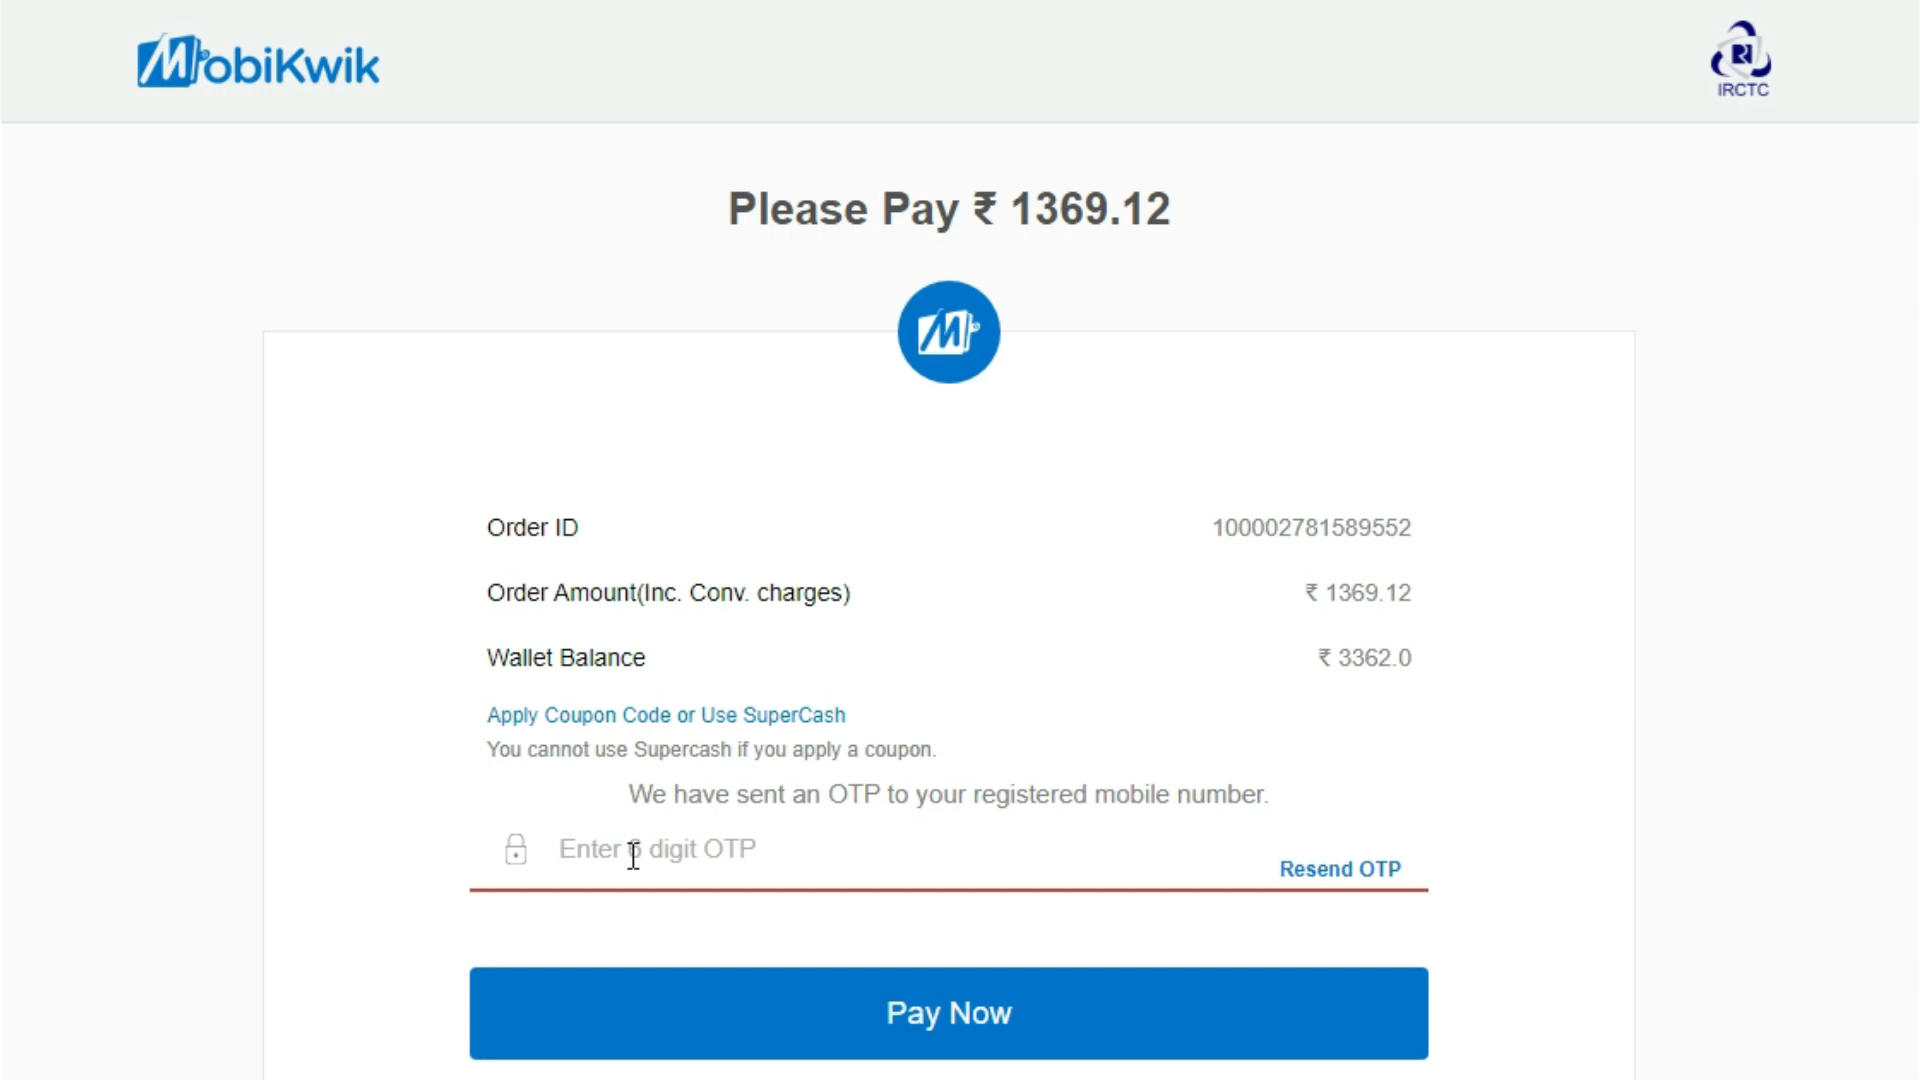 MobiKwik
IRCTC
Please Pay ₹ 1369.12
M
Order ID 100002781589552
Order Amount(Inc. Conv. charges) ₹ 1369.12
Wallet Balance ₹ 3362.0
Apply Coupon Code or Use SuperCash
You cannot use Supercash if you apply a coupon.
We have sent an OTP to your registered mobile number.
Enter 6 digit OTP
Resend OTP
Pay Now